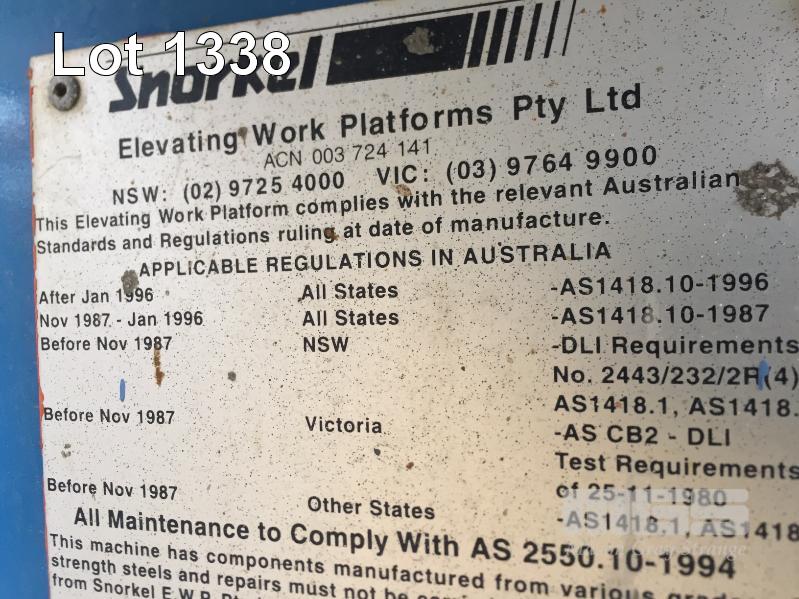 Lot 1338
Snorkel
Elevating Work Platforms Pty Ltd
ACN 003 724 141
NSW: (02) 9725 4000 VIC: (03) 9764 9900
This Elevating Work Platform complies with the relevant Australian
Standards and Regulations ruling at date of manufacture.
APPLICABLE REGULATIONS IN AUSTRALIA
After Jan 1996 All States -AS1418.10-1996
Nov 1987 - Jan 1996 All States -AS1418.10-1987
Before Nov 1987 NSW -DLI Requirements
No. 2443/232/2R(4)
Before Nov 1987 Victoria AS1418.1, AS1418.
-AS CB2 - DLI
Test Requirements
of 25-11-1980
Before Nov 1987 Other States -AS1418.1, AS1418
All Maintenance to Comply With AS 2550.10-1994
This machine has components manufactured from various
strength steels and repairs must not be
from Snorkel E.W.P.